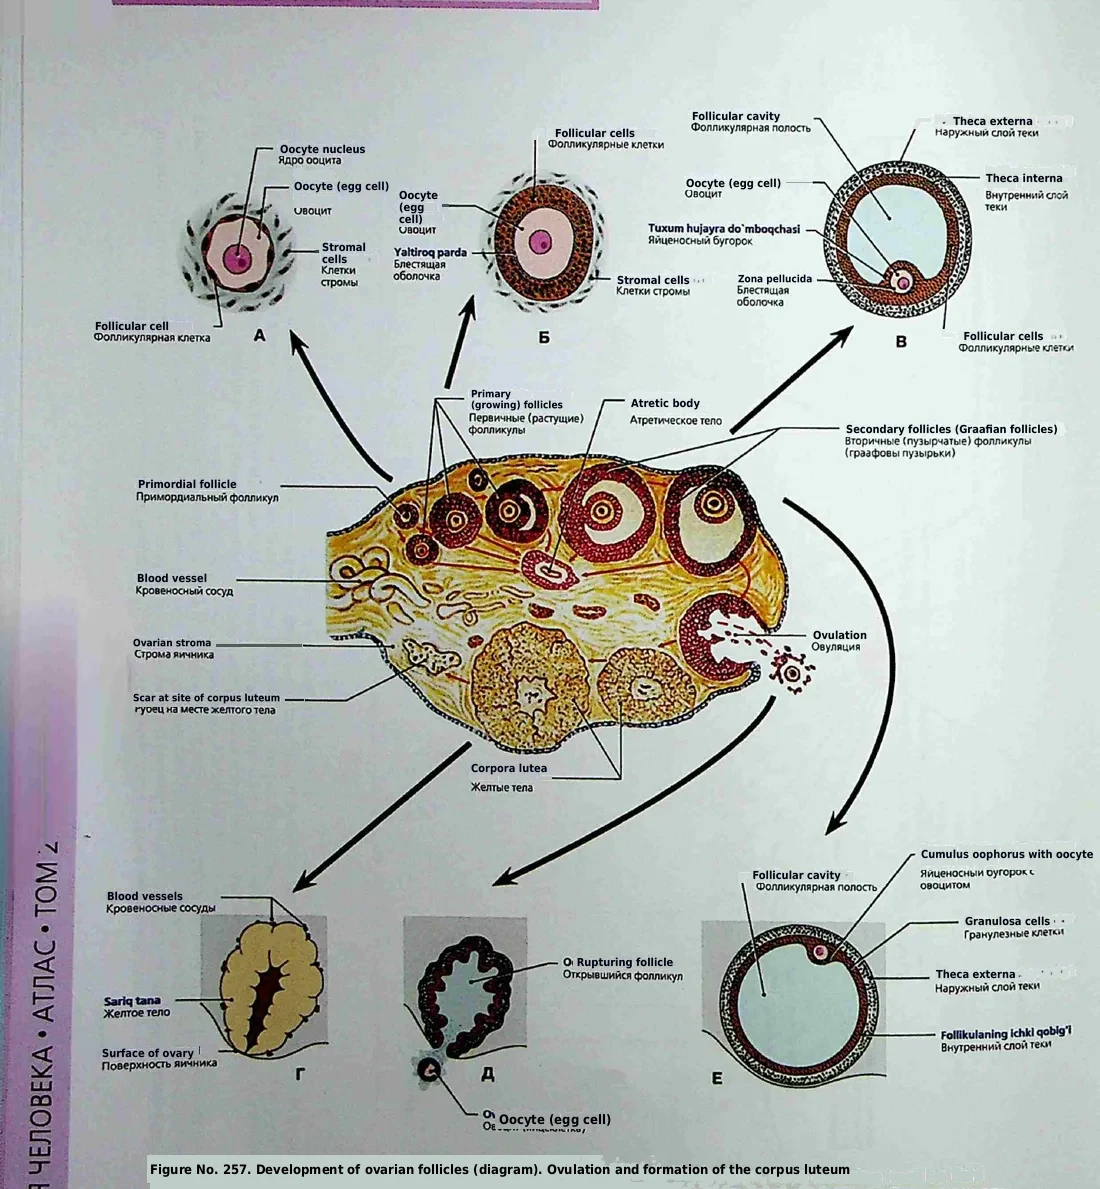 Oocyte nucleus
Ядро ооцита
Oocyte (egg cell)
Овоцит
Stromal
cells
Клетки
стромы
Follicular cell
Фолликулярная клетка
А
Follicular cells
Фолликулярные клетки
Oocyte
(egg
cell)
Овоцит
Yaltiroq parda
Блестящая
оболочка
Stromal cells
Клетки стромы
Б
Follicular cavity
Фолликулярная полость
Theca externa
Наружный слой теки
Oocyte (egg cell)
Овоцит
Theca interna
Внутренний слой
теки
Tuxum hujayra do`mboqchasi
Яйценосный бугорок
Zona pellucida
Блестящая
оболочка
Follicular cells
Фолликулярные клетки
В
Primary
(growing) follicles
Первичные (растущие)
фолликулы
Atretic body
Атретическое тело
Secondary follicles (Graafian follicles)
Вторичные (пузырчатые) фолликулы
(граафовы пузырьки)
Primordial follicle
Примордиальный фолликул
Blood vessel
Кровеносный сосуд
Ovarian stroma
Строма яичника
Scar at site of corpus luteum
Рубец на месте желтого тела
Ovulation
Овуляция
Corpora lutea
Желтые тела
Blood vessels
Кровеносные сосуды
Sariq tana
Желтое тело
Surface of ovary
Поверхность яичника
Г
Rupturing follicle
Открывшийся фолликул
Oocyte (egg cell)
Д
Follicular cavity
Фолликулярная полость
Cumulus oophorus with oocyte
Яйценосный бугорок с
овоцитом
Granulosa cells
Гранулезные клетки
Theca externa
Наружный слой теки
Follikulaning ichki qobig'i
Внутренний слой теки
Е
ЧЕЛОВЕКА • АТЛАС • ТОМ 2
Figure No. 257. Development of ovarian follicles (diagram). Ovulation and formation of the corpus luteum